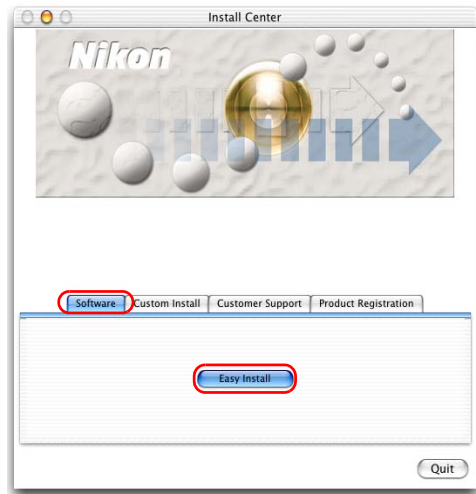 Install Center
Nikon
Software Custom Install Customer Support Product Registration
Easy Install
Quit